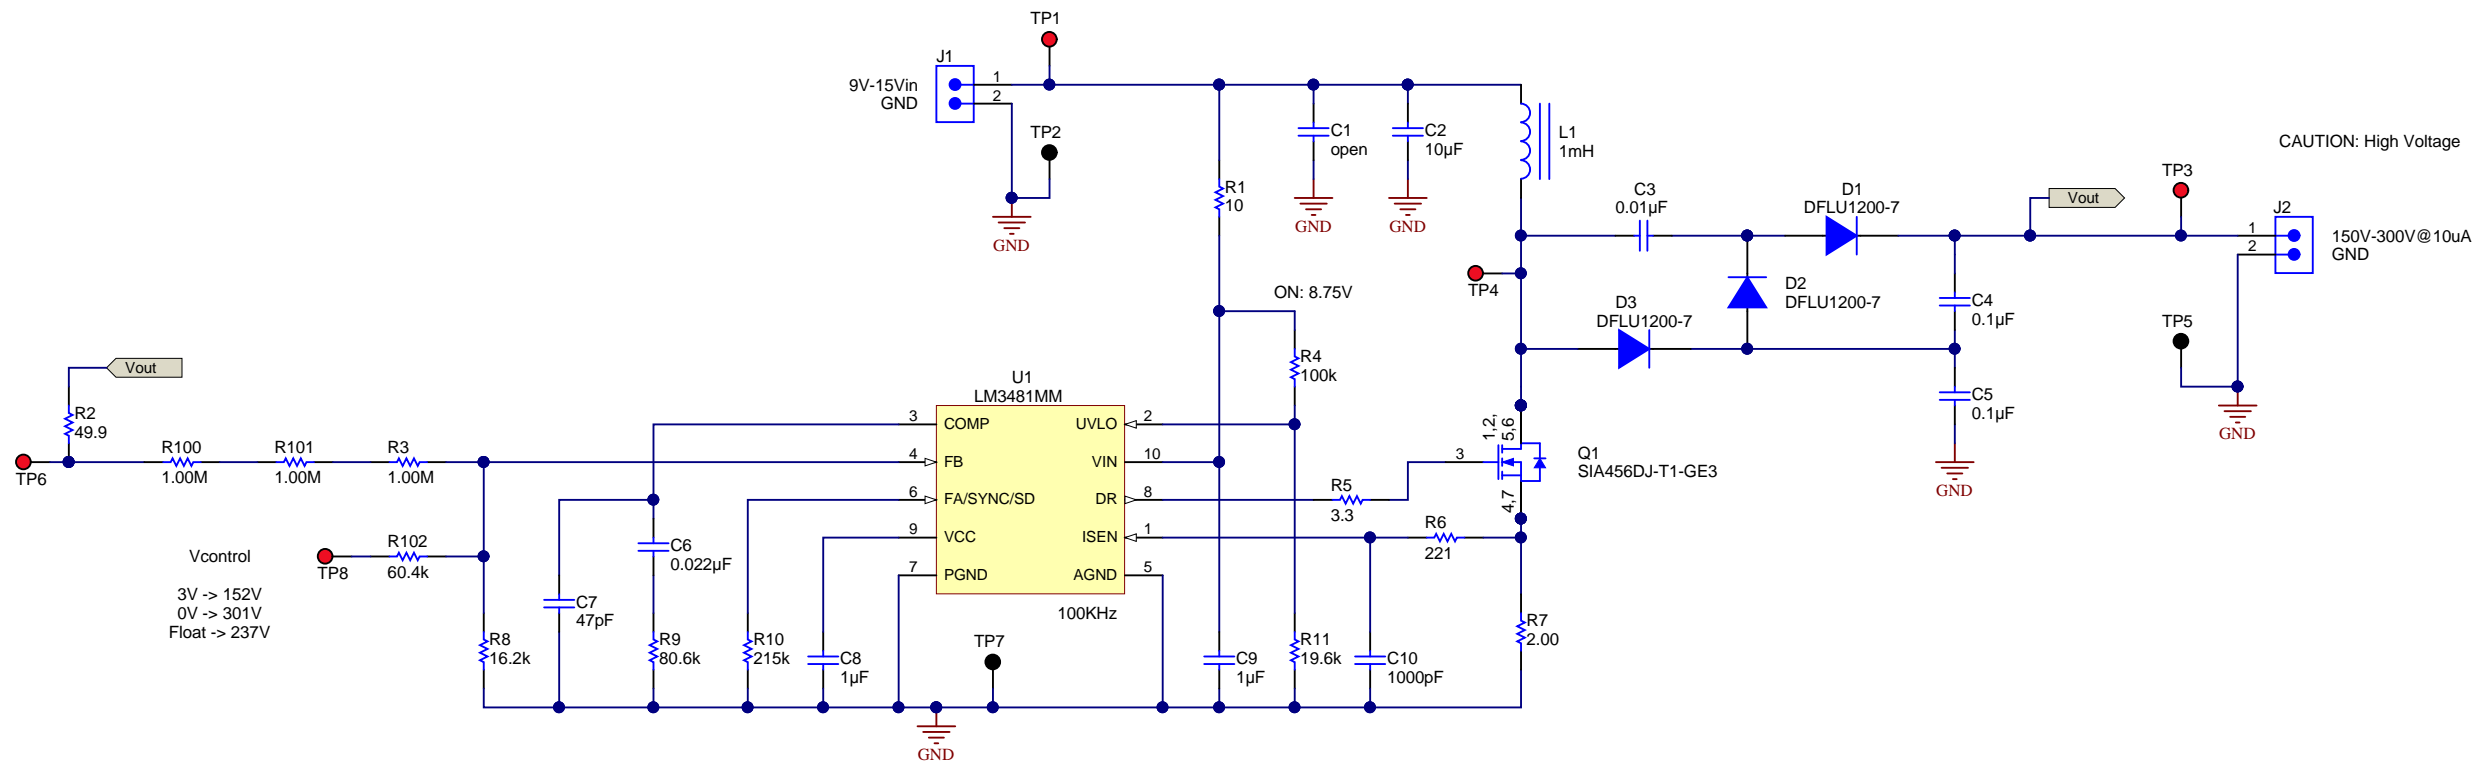 TP1
J1
9V-15Vin
GND
1
2
TP2
GND
R1
10
C1
open
GND
C2
10µF
GND
L1
1mH
CAUTION: High Voltage
C3
0.01µF
D1
DFLU1200-7
Vout
TP3
J2
1
2
150V-300V@10uA
GND
TP4
D3
DFLU1200-7
D2
DFLU1200-7
C4
0.1µF
C5
0.1µF
GND
TP5
GND
ON: 8.75V
R4
100k
Vout
R2
49.9
TP6
R100
1.00M
R101
1.00M
R3
1.00M
U1
LM3481MM
3
COMP
UVLO
2
4
FB
VIN
10
6
FA/SYNC/SD
DR
8
9
VCC
ISEN
1
7
PGND
AGND
5
100KHz
1,2,
5,6
3
4,7
Q1
SIA456DJ-T1-GE3
R5
3.3
R6
221
R7
2.00
Vcontrol
3V -> 152V
0V -> 301V
Float -> 237V
TP8
R102
60.4k
R8
16.2k
C7
47pF
C6
0.022µF
R9
80.6k
R10
215k
C8
1µF
TP7
GND
C9
1µF
R11
19.6k
C10
1000pF